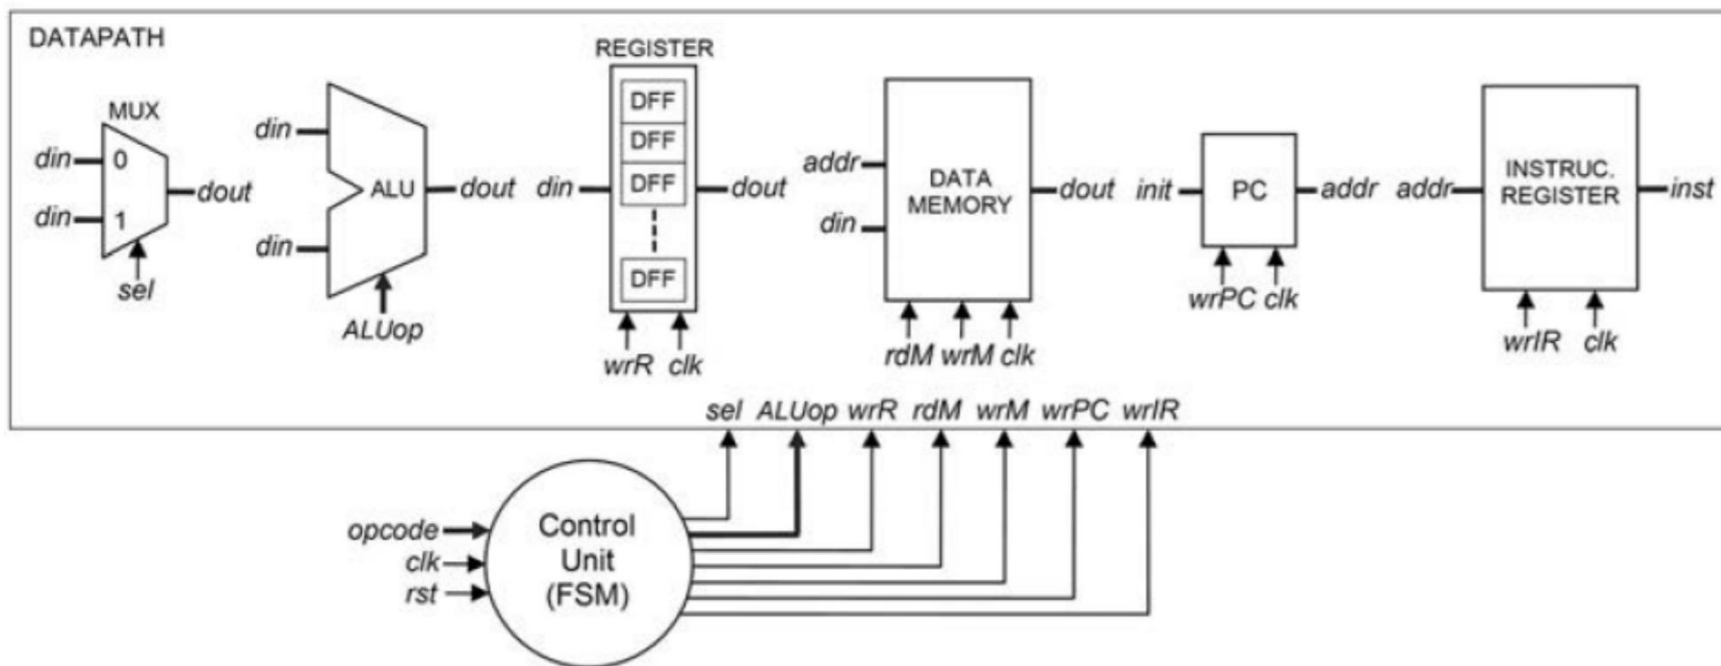 DATAPATH
MUX
din 0
din 1
dout
sel
din
din
ALU
dout
ALUop
REGISTER
DFF
DFF
DFF
DFF
din
dout
wrR clk
addr
din
DATA
MEMORY
dout
rdM wrM clk
init
PC
addr
wrPC clk
addr
INSTRUC.
REGISTER
inst
wrIR clk
sel ALUop wrR rdM wrM wrPC wrIR
opcode
clk
rst
Control
Unit
(FSM)